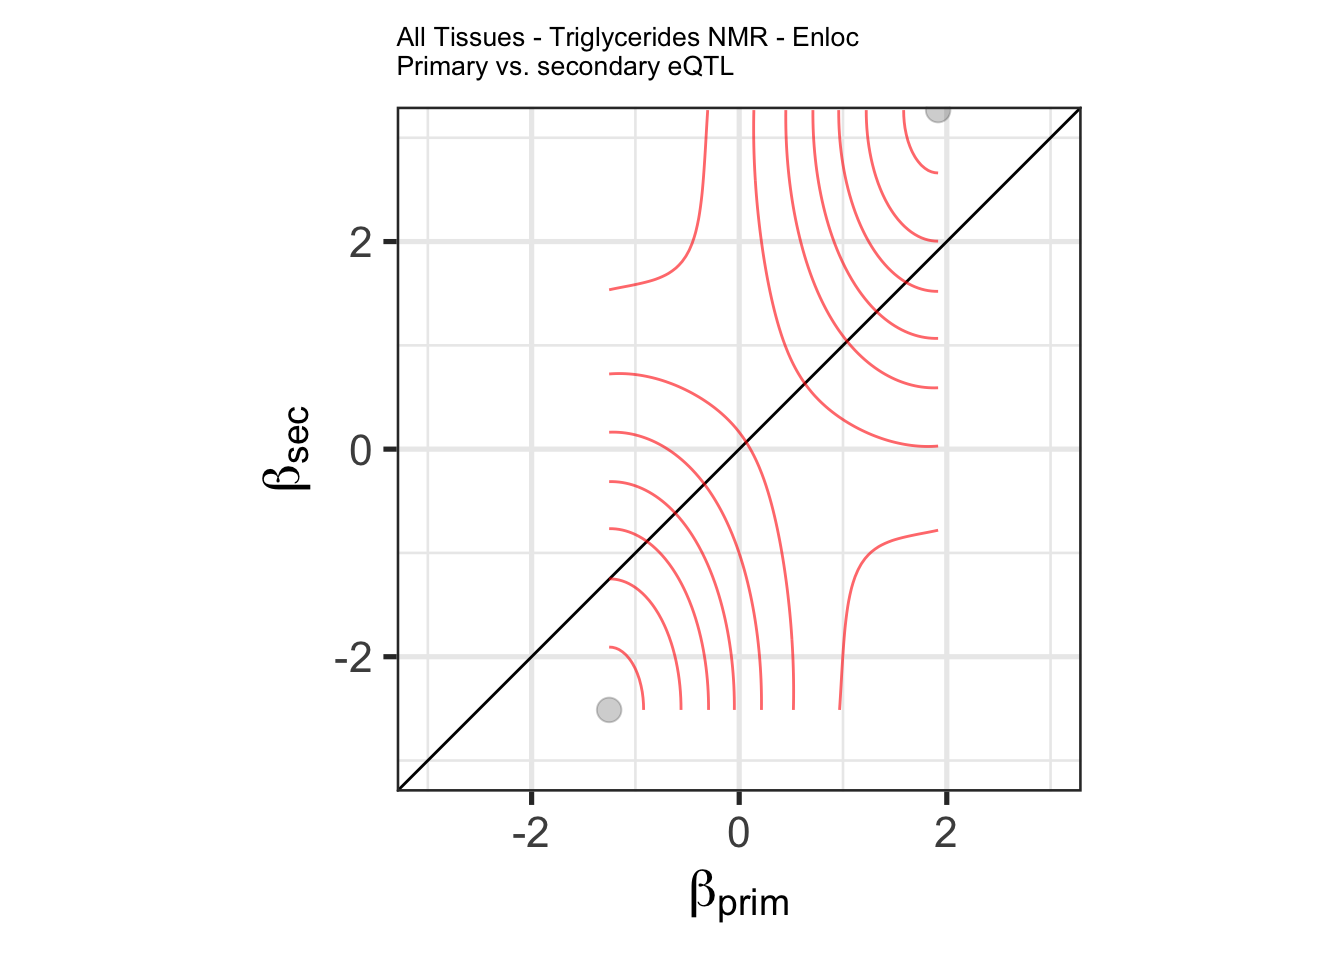 All Tissues - Triglycerides NMR - Enloc
Primary vs. secondary eQTL
2
0
-2
βsec
-2 0 2
βprim